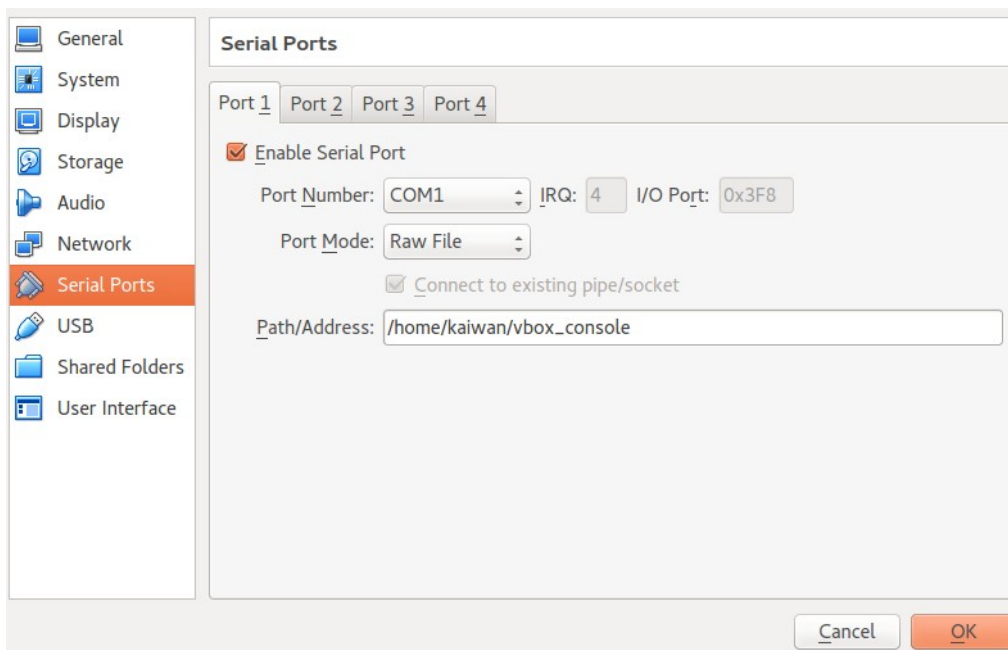 General
System
Display
Storage
Audio
Network
Serial Ports
USB
Shared Folders
User Interface
Serial Ports
Port 1 Port 2 Port 3 Port 4
Enable Serial Port
Port Number: COM1 IRQ: 4 I/O Port: 0x3F8
Port Mode: Raw File
Connect to existing pipe/socket
Path/Address: /home/kaiwan/vbox_console
Cancel OK